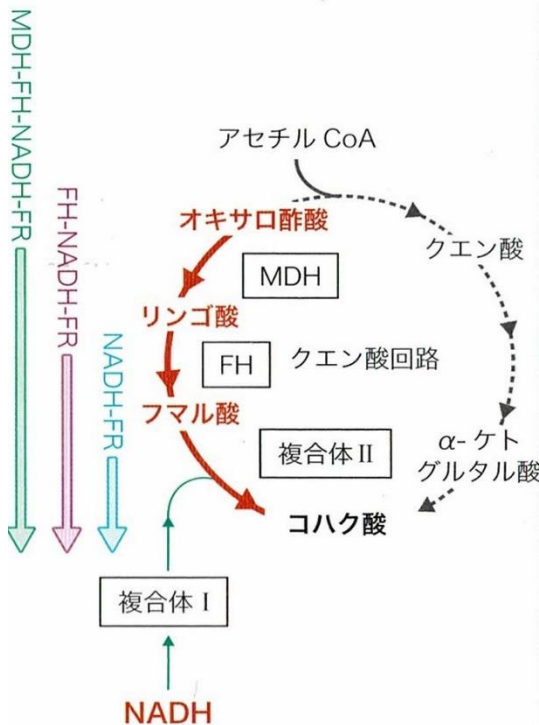 MDH-FH-NADH-FR
FH-NADH-FR
NADH-FR
アセチル CoA
オキサロ酢酸
クエン酸
MDH
リンゴ酸
FH
クエン酸回路
フマル酸
複合体 II
α- ケト
グルタル酸
コハク酸
複合体 I
NADH